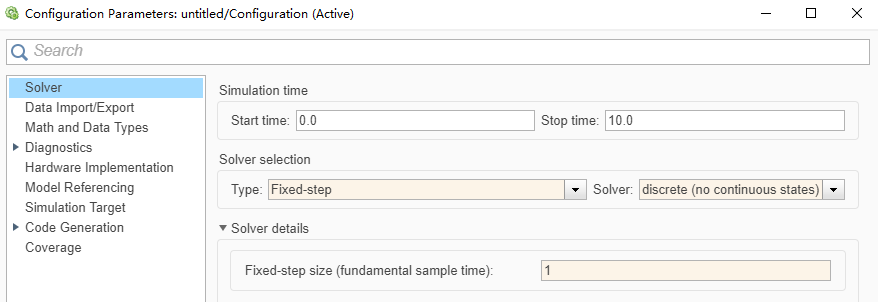 Configuration Parameters: untitled/Configuration (Active)
Search
Solver
Data Import/Export
Math and Data Types
Diagnostics
Hardware Implementation
Model Referencing
Simulation Target
Code Generation
Coverage
Simulation time
Start time: 0.0 Stop time: 10.0
Solver selection
Type: Fixed-step Solver: discrete (no continuous states)
Solver details
Fixed-step size (fundamental sample time): 1